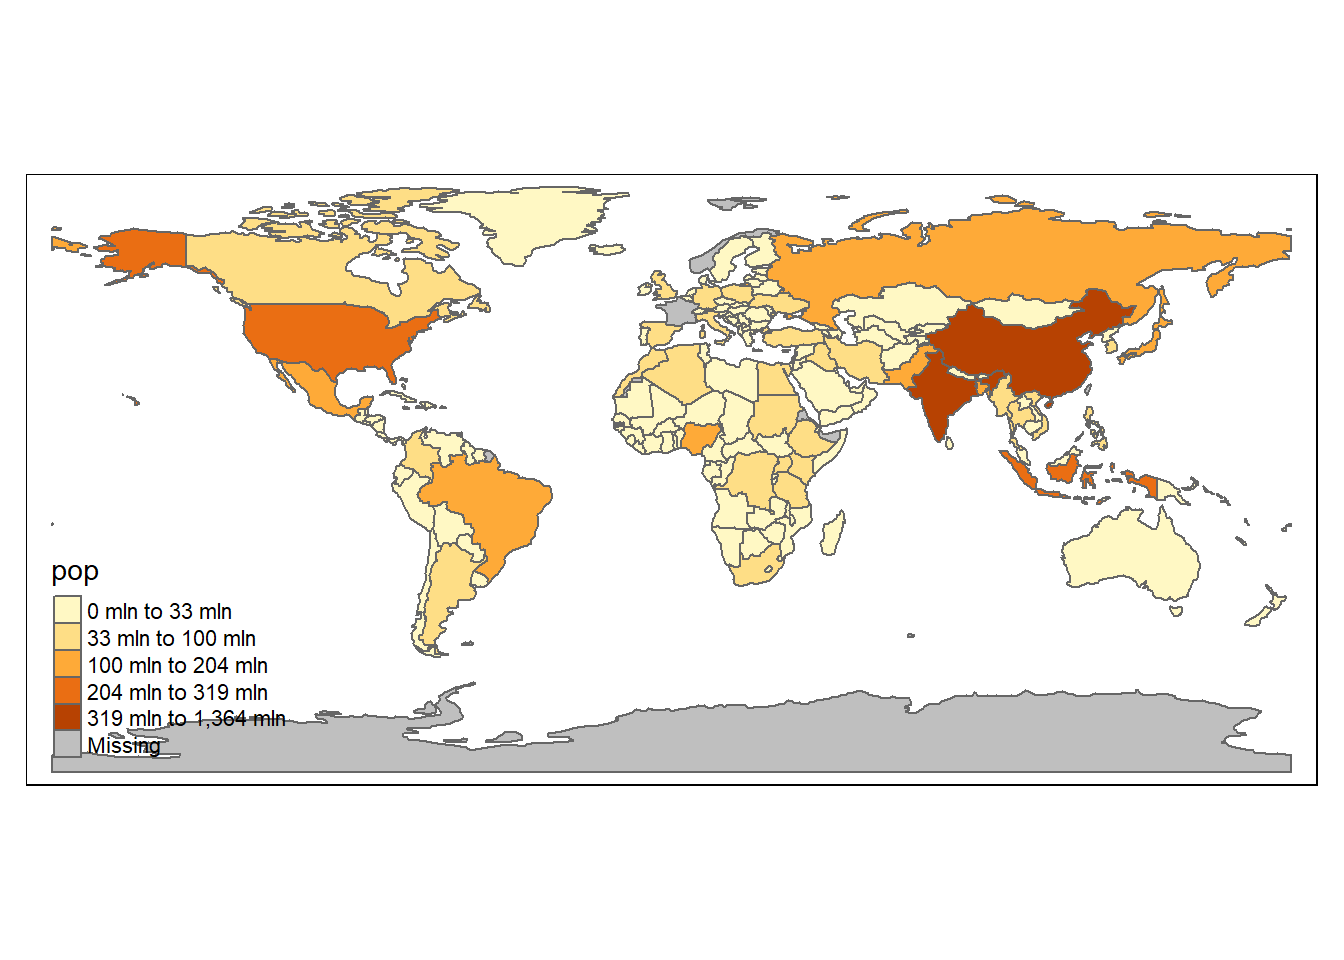 pop
0 mln to 33 mln
33 mln to 100 mln
100 mln to 204 mln
204 mln to 319 mln
319 mln to 1,364 mln
Missing